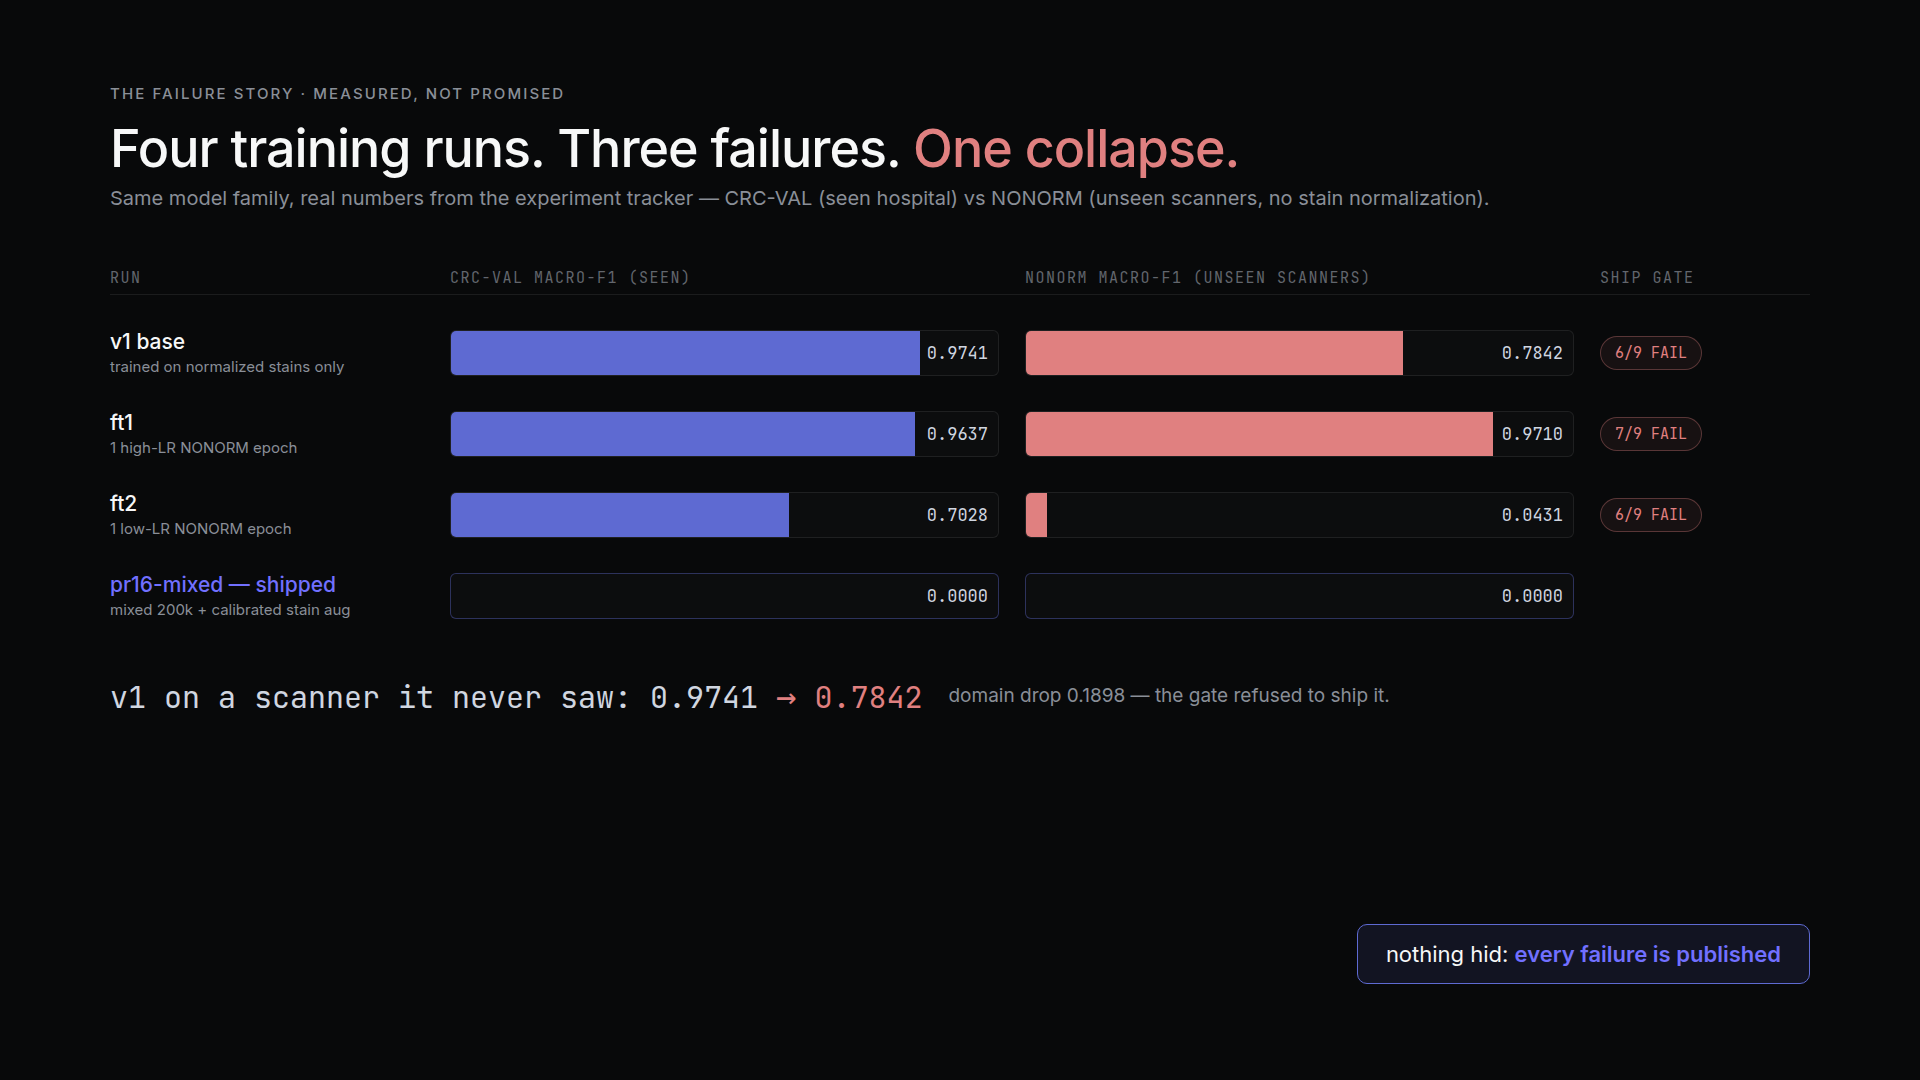 THE FAILURE STORY · MEASURED, NOT PROMISED
Four training runs. Three failures. One collapse.
Same model family, real numbers from the experiment tracker — CRC-VAL (seen hospital) vs NONORM (unseen scanners, no stain normalization).
RUN CRC-VAL MACRO-F1 (SEEN) NONORM MACRO-F1 (UNSEEN SCANNERS) SHIP GATE
v1 base
trained on normalized stains only
0.9741 0.7842 6/9 FAIL
ft1
1 high-LR NONORM epoch
0.9637 0.9710 7/9 FAIL
ft2
1 low-LR NONORM epoch
0.7028 0.0431 6/9 FAIL
pr16-mixed — shipped
mixed 200k + calibrated stain aug
0.0000 0.0000
v1 on a scanner it never saw: 0.9741 → 0.7842 domain drop 0.1898 — the gate refused to ship it.
nothing hid: every failure is published